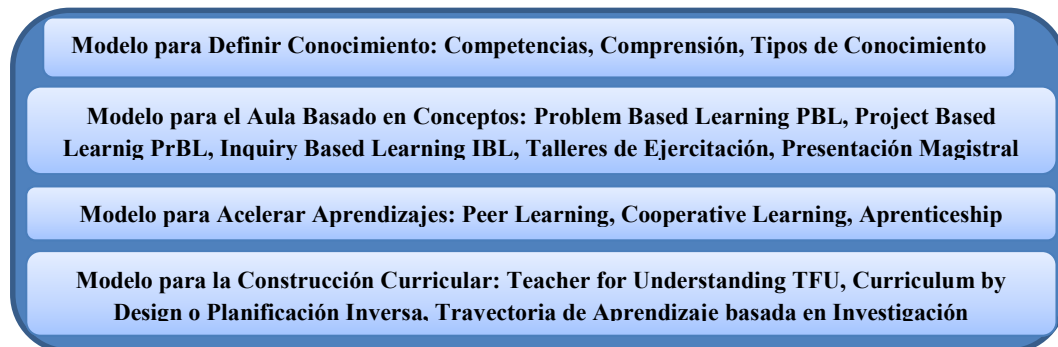 Modelo para Definir Conocimiento: Competencias, Comprensión, Tipos de Conocimiento
Modelo para el Aula Basado en Conceptos: Problem Based Learning PBL, Project Based
Learnig PrBL, Inquiry Based Learning IBL, Talleres de Ejercitación, Presentación Magistral
Modelo para Acelerar Aprendizajes: Peer Learning, Cooperative Learning, Aprenticeship
Modelo para la Construcción Curricular: Teacher for Understanding TFU, Curriculum by
Design o Planificación Inversa, Trayectoria de Aprendizaje basada en Investigación